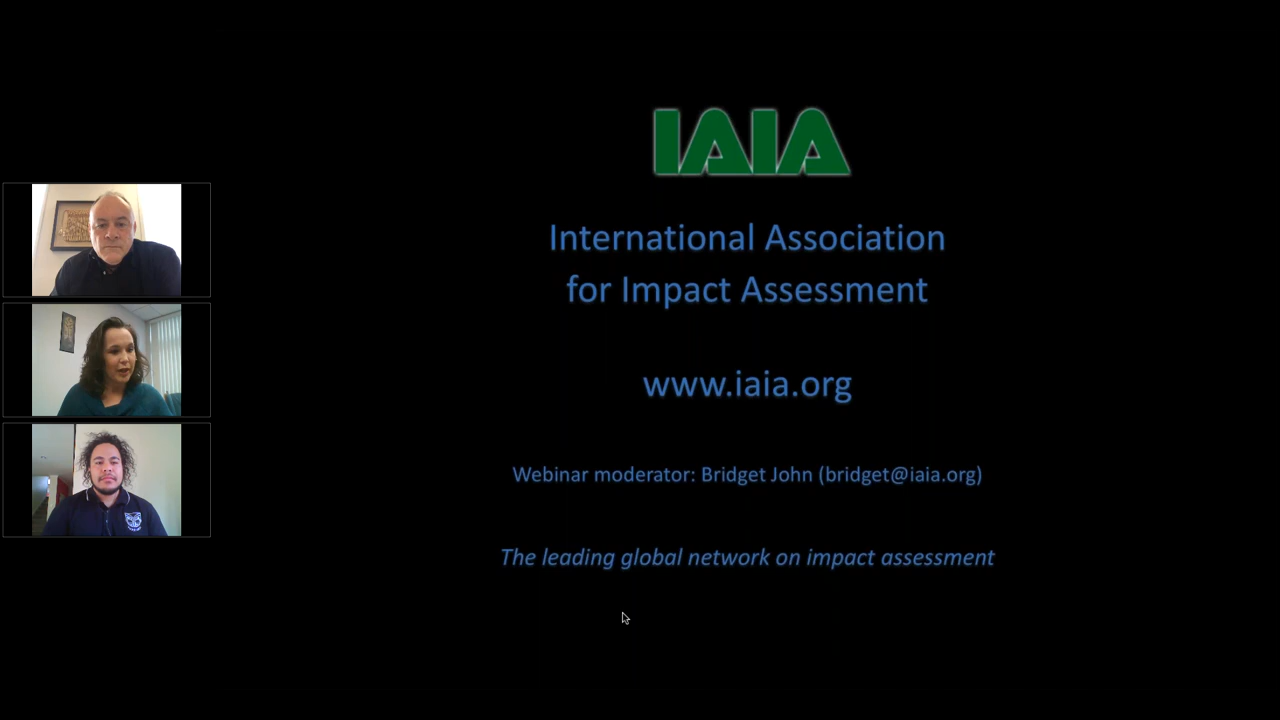 IAIA
International Association
for Impact Assessment
www.iaia.org
Webinar moderator: Bridget John (bridget@iaia.org)
The leading global network on impact assessment